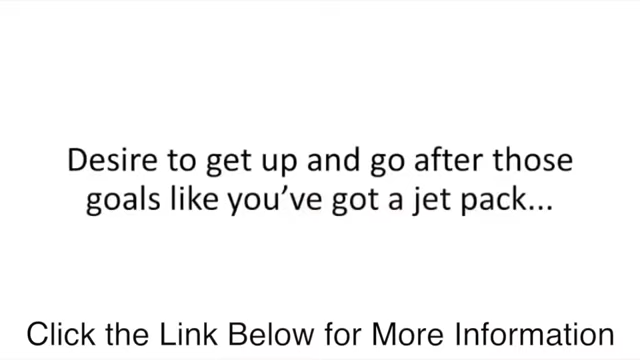 Desire to get up and go after those
goals like you’ve got a jet pack...
Click the Link Below for More Information